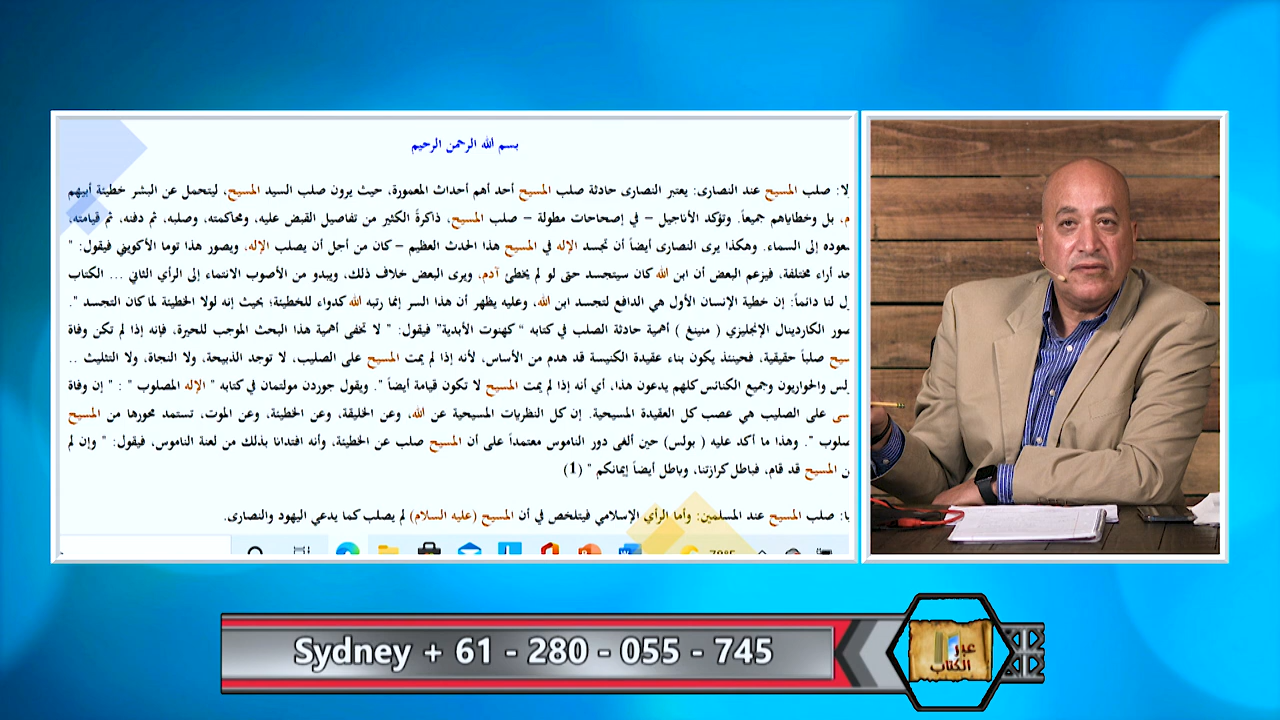 بسم الله الرحمن الرحيم
لا: صلب المسيح عند النصارى: يعتبر النصارى حادثة صلب المسيح أحد أهم أحداث المعمورة، حيث يرون صلب السيد المسيح، ليتحمل عن البشر خطيئة أبيهم
م، بل وخطاياهم جميعاً. وتؤكد الأناجيل – في إصحاحات مطولة – صلب المسيح، ذاكرةً الكثير من تفاصيل القبض عليه، ومحاكمته، وصلبه، ثم دفنه، ثم قيامته،
معوده إلى السماء. وهكذا يرى النصارى أيضاً أن تجسد الإله في المسيح هذا الحدث العظيم – كان من أجل أن يصلب الإله، ويصور هذا توما الأكويني فيقول: "
جد أراء مختلفة، فيزعم البعض أن ابن الله كان سيتجسد حتى لو لم يخطئ آدم، ويرى البعض خلاف ذلك، ويبدو من الأصوب الانتماء إلى الرأي الثاني ... الكتاب
ل لنا دائماً: إن خطية الإنسان الأول هي الدافع لتجسد ابن الله، وعليه يظهر أن هذا السر إنما رتبه الله كدواء للخطيئة؛ بحيث إنه لولا الخطيئة لما كان التجسد ".
صور الكاردينال الإنجليزي ( منينغ ) أهمية حادثة الصلب في كتابه " كهنوت الأبدية" فيقول: " لا تخفى أهمية هذا البحث الموجب للحيرة، فإنه إذا لم تكن وفاة
سيح صلباً حقيقية، فحينئذ يكون بناء عقيدة الكنيسة قد هدم من الأساس، لأنه إذا لم يمت المسيح على الصليب، لا توجد الذبيحة، ولا النجاة، ولا التثليث ..
لس والحواريون وجميع الكنائس كلهم يدعون هذا، أي أنه إذا لم يمت المسيح لا تكون قيامة أيضاً ". ويقول جوردن مولتمان في كتابه " الإله المصلوب " : " إن وفاة
سى على الصليب هي عصب كل العقيدة المسيحية. إن كل النظريات المسيحية عن الله، وعن الخليقة، وعن الخطيئة، وعن الموت، تستمد محورها من المسيح
صلوب ". وهذا ما أكد عليه ( بولس) حين ألغى دور الناموس معتمداً على أن المسيح صلب عن الخطيئة، وأنه افتدانا بذلك من لعنة الناموس، فيقول: " وإن لم
ن المسيح قد قام، فباطل كرازتنا، وباطل أيضاً إيمانكم " (1)
يا: صلب المسيح عند المسلمين: وأما الرأي الإسلامي فيتلخص في أن المسيح (عليه السلام) لم يصلب كما يدعي اليهود والنصارى.
Sydney + 61 - 280 - 055 - 745
عبر
الكتاب